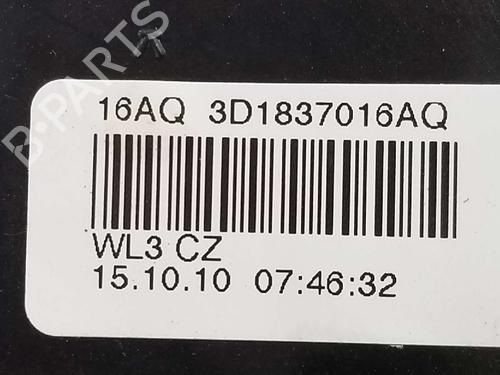 B-PARTS
16AQ 3D1837016AQ
WL3 CZ
15.10.10 07:46:32